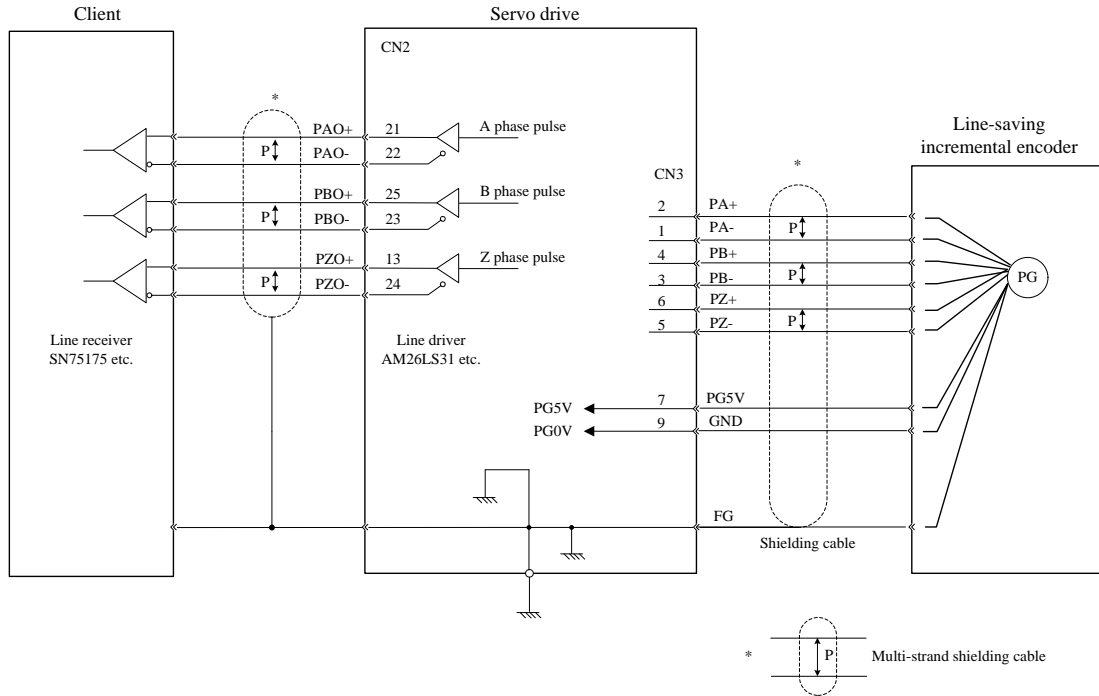 Client
Servo drive
CN2
*
PAO+
21
A phase pulse
P
PAO-
22
PBO+
25
B phase pulse
P
PBO-
23
PZO+
13
Z phase pulse
P
PZO-
24
Line receiver
SN75175 etc.
Line driver
AM26LS31 etc.
Line-saving
incremental encoder
CN3
*
2
PA+
1
PA-
P
4
PB+
3
PB-
P
6
PZ+
5
PZ-
P
PG
PG5V
7
PG5V
PG0V
9
GND
FG
Shielding cable
*
P
Multi-strand shielding cable